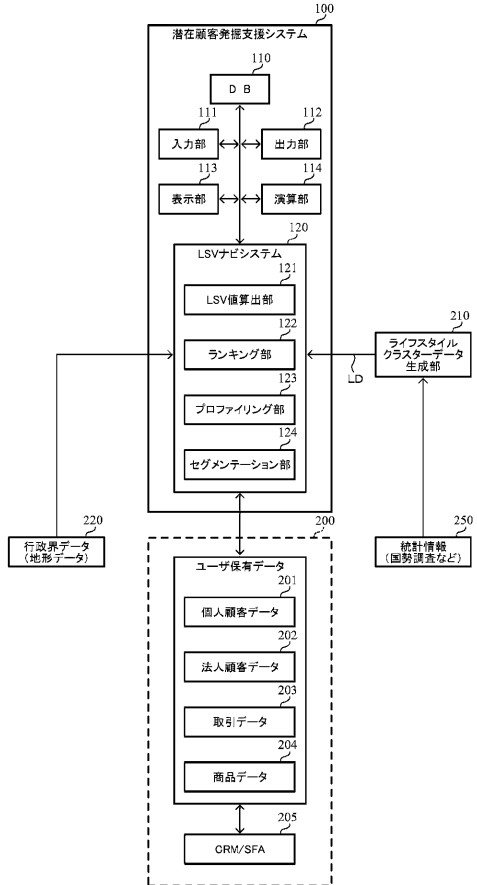 100
潜在顧客発掘支援システム
110
DB
111
入力部
112
出力部
113
表示部
114
演算部
120
LSVナビシステム
121
LSV値算出部
122
ランキング部
123
プロファイリング部
124
セグメンテーション部
210
ライフスタイル
クラスターデータ
生成部
LD
220
行政界データ
(地形データ)
250
統計情報
(国勢調査など)
200
ユーザ保有データ
201
個人顧客データ
202
法人顧客データ
203
取引データ
204
商品データ
205
CRM/SFA